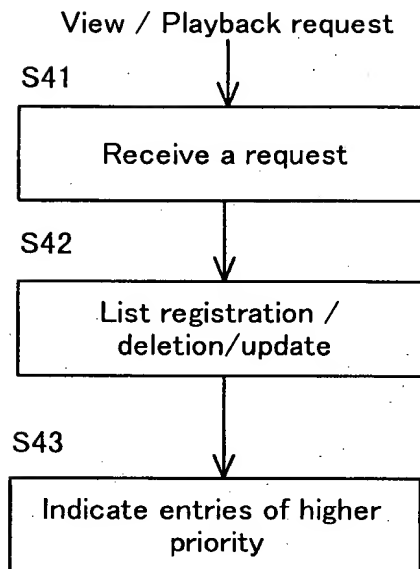 View / Playback request
S41
Receive a request
S42
List registration /
deletion/update
S43
Indicate entries of higher
priority